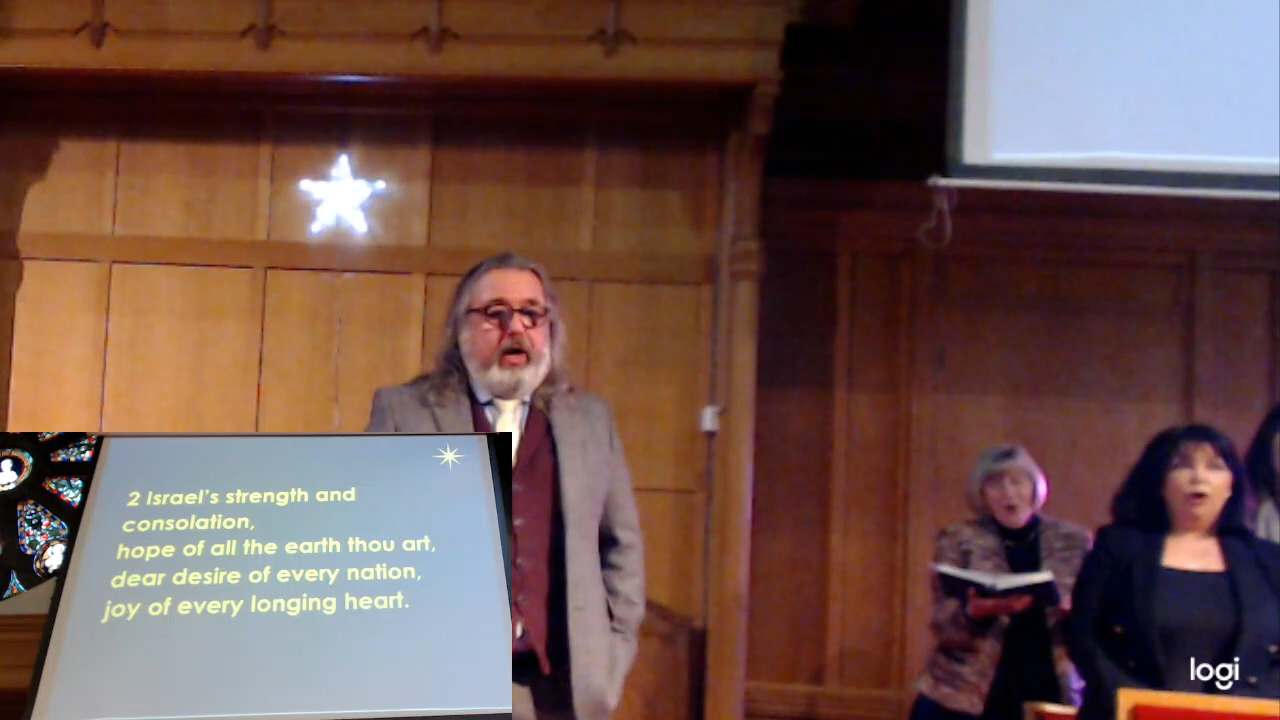 2 Israel's strength and
consolation,
hope of all the earth thou art,
dear desire of every nation,
joy of every longing heart.
logi